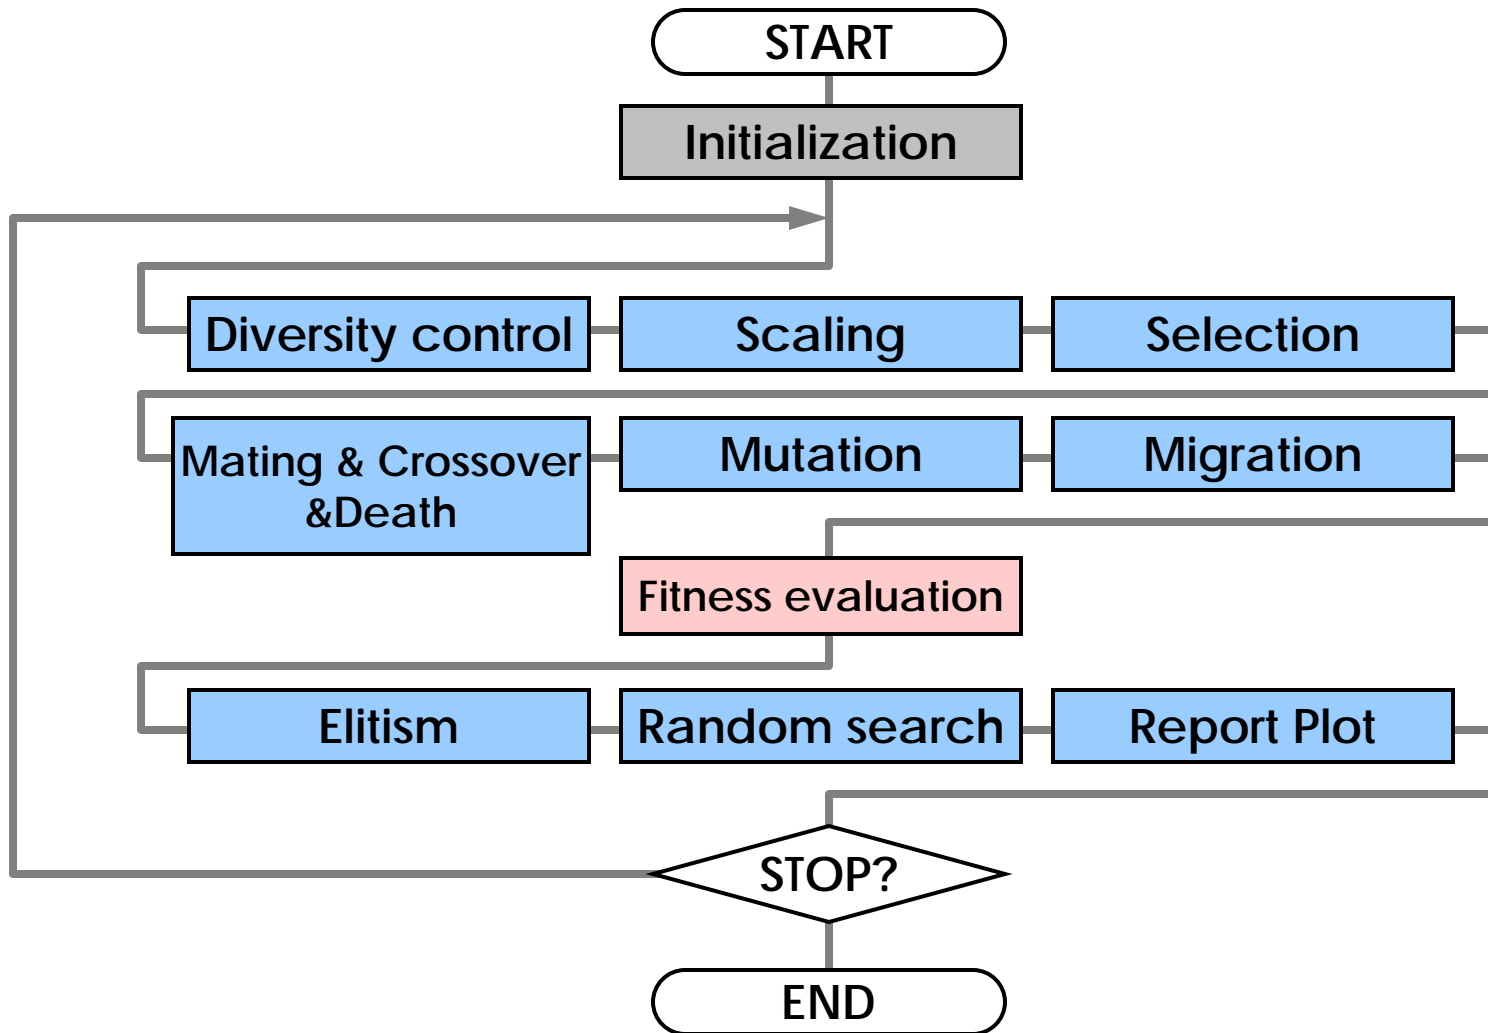 START
Initialization
Diversity control
Scaling
Selection
Mating & Crossover
&Death
Mutation
Migration
Fitness evaluation
Elitism
Random search
Report Plot
STOP?
END